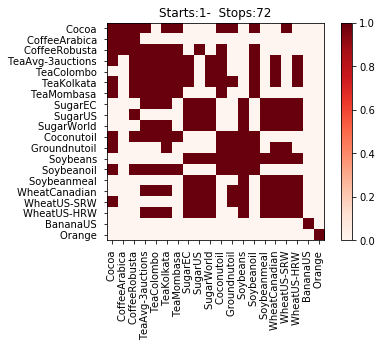 Starts:1-  Stops:72
Cocoa
CoffeeArabica
CoffeeRobusta
TeaAvg-3auctions
TeaColombo
TeaKolkata
TeaMombasa
SugarEC
SugarUS
SugarWorld
Coconutoil
Groundnutoil
Soybeans
Soybeanoil
Soybeanmeal
WheatCanadian
WheatUS-SRW
WheatUS-HRW
BananaUS
Orange
Cocoa
CoffeeArabica
CoffeeRobusta
TeaAvg-3auctions
TeaColombo
TeaKolkata
TeaMombasa
SugarEC
SugarUS
SugarWorld
Coconutoil
Groundnutoil
Soybeans
Soybeanoil
Soybeanmeal
WheatCanadian
WheatUS-SRW
WheatUS-HRW
BananaUS
Orange
1.0
0.8
0.6
0.4
0.2
0.0